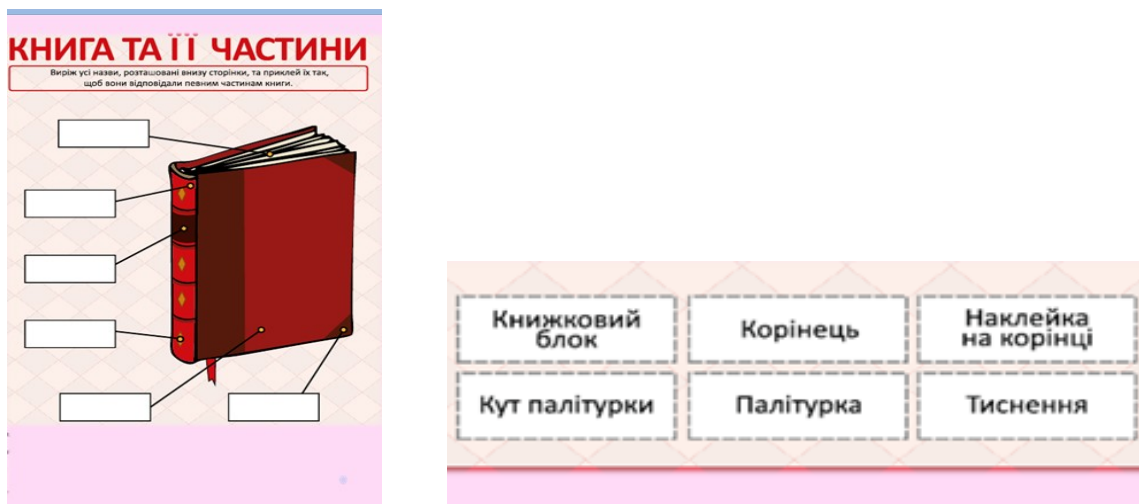 КНИГА ТА ЇЇ ЧАСТИНИ
Виріж усі назви, розташовані внизу сторінки, та приклей їх так,
щоб вони відповідали певним частинам книги.
Книжковий
блок
Корінець
Наклейка
на корінці
Кут палітурки
Палітурка
Тиснення